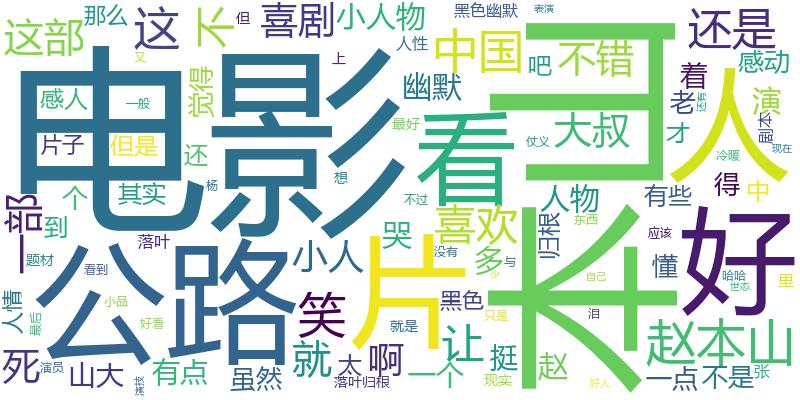 那么
这
不
喜剧
小人物
黑色幽默
表演
但
还是
这部
电影
中国
不错
吧
着
感动
人性
上
又
觉得
幽默
看
归来
感人
一般
片子
但是
还
最好
大叔
仗义
才
老
还有
演
剧本
现在
人
冷暖
一部
个
其实
杨
想
不过
喜欢
人物
有些
得
中
到
落叶
公路
小人
哭
片
多
归根
东西
懂
应该
好
题材
看到
没有
与
人情
最后
小品
好看
笑
黑色
少
自己
哈哈
世态
里
死
演员
山大
演技
有点
虽然
就
太
啊
就是
让
只是
挺
赵
泪
赵本山
落叶归根
一个
现实
好人
一点
不是
张